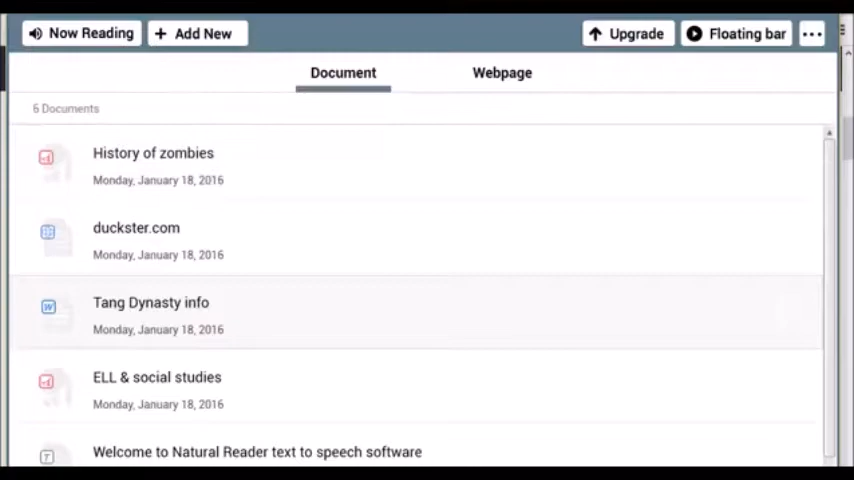 Now Reading + Add New Upgrade Floating bar ...
Document Webpage
6 Documents
History of zombies
Monday, January 18, 2016
duckster.com
Monday, January 18, 2016
W Tang Dynasty info
Monday, January 18, 2016
ELL & social studies
Monday, January 18, 2016
T Welcome to Natural Reader text to speech software